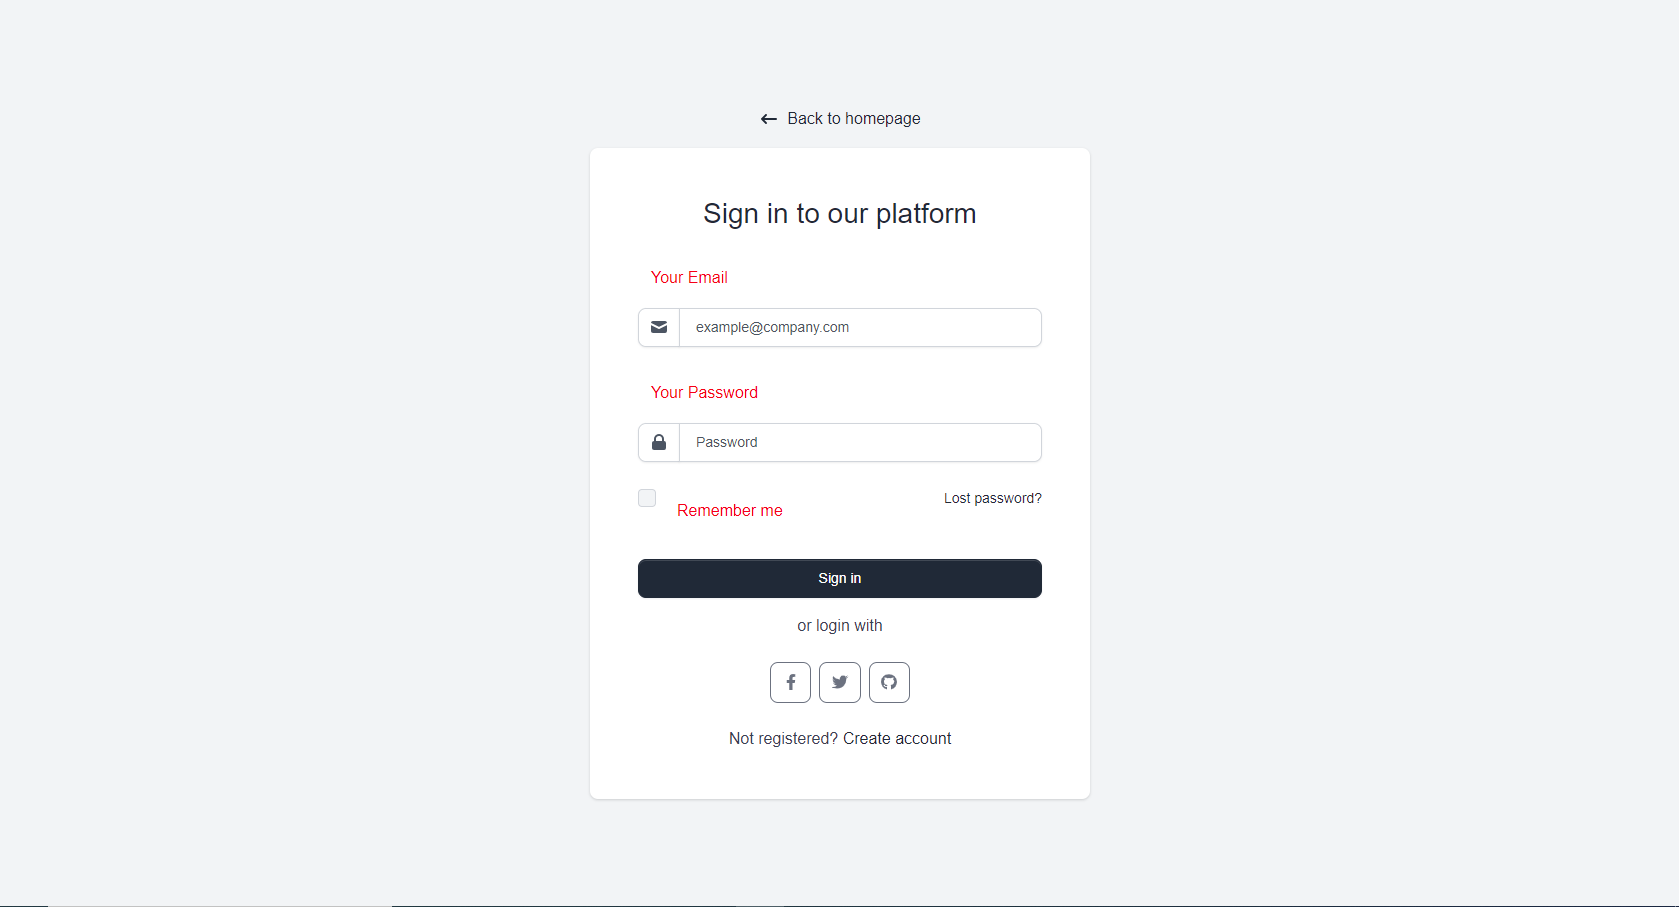 Back to homepage
Sign in to our platform
Your Email
example@company.com
Your Password
Password
Remember me
Lost password?
Sign in
or login with
Not registered? Create account